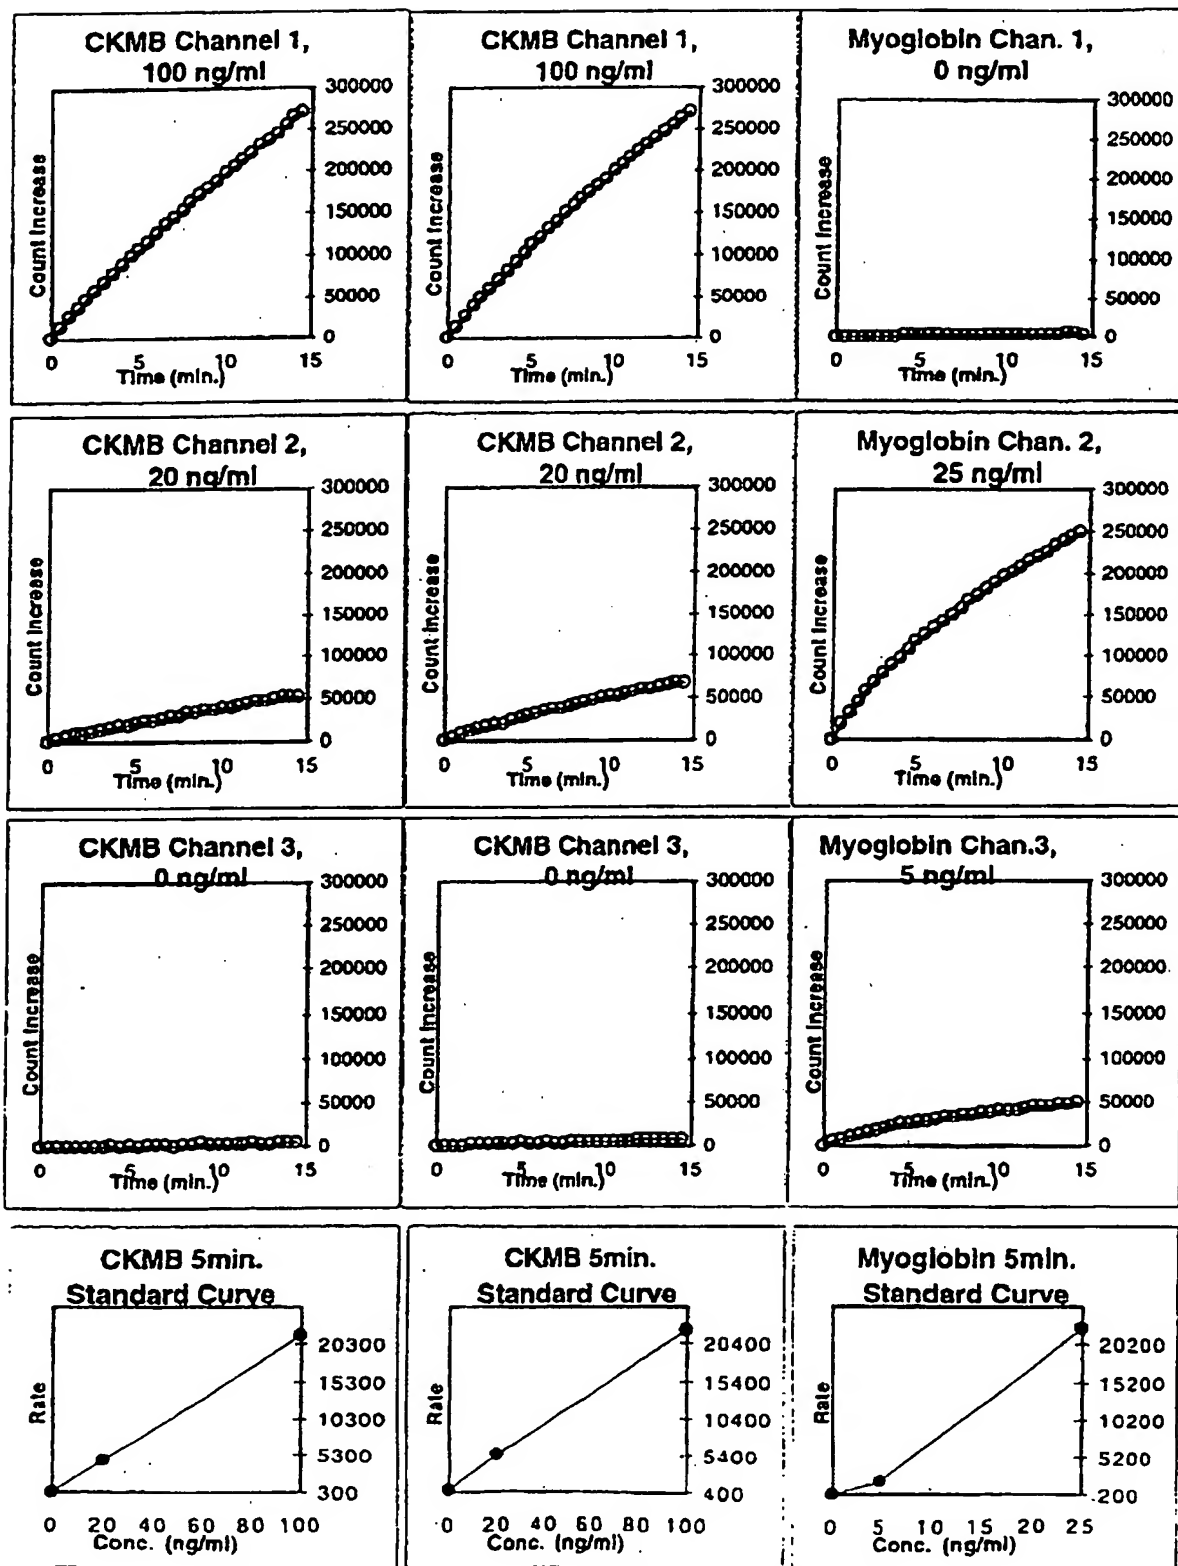 CKMB Channel 1,
100 ng/ml
Count Increase
300000
250000
200000
150000
100000
50000
0
0 5 10 15
Time (min.)
CKMB Channel 1,
100 ng/ml
Count Increase
300000
250000
200000
150000
100000
50000
0
0 5 10 15
Time (min.)
Myoglobin Chan. 1,
0 ng/ml
Count Increase
300000
250000
200000
150000
100000
50000
0
0 5 10 15
Time (min.)
CKMB Channel 2,
20 ng/ml
Count Increase
300000
250000
200000
150000
100000
50000
0
0 5 10 15
Time (min.)
CKMB Channel 2,
20 ng/ml
Count Increase
300000
250000
200000
150000
100000
50000
0
0 5 10 15
Time (min.)
Myoglobin Chan. 2,
25 ng/ml
Count Increase
300000
250000
200000
150000
100000
50000
0
0 5 10 15
Time (min.)
CKMB Channel 3,
0 ng/ml
Count Increase
300000
250000
200000
150000
100000
50000
0
0 5 10 15
Time (min.)
CKMB Channel 3,
0 ng/ml
Count Increase
300000
250000
200000
150000
100000
50000
0
0 5 10 15
Time (min.)
Myoglobin Chan.3,
5 ng/ml
Count Increase
300000
250000
200000
150000
100000
50000
0
0 5 10 15
Time (min.)
CKMB 5min.
Standard Curve
Rate
20300
15300
10300
5300
300
0 20 40 60 80 100
Conc. (ng/ml)
CKMB 5min.
Standard Curve
Rate
20400
15400
10400
5400
400
0 20 40 60 80 100
Conc. (ng/ml)
Myoglobin 5min.
Standard Curve
Rate
20200
15200
10200
5200
200
0 5 10 15 20 25
Conc. (ng/ml)